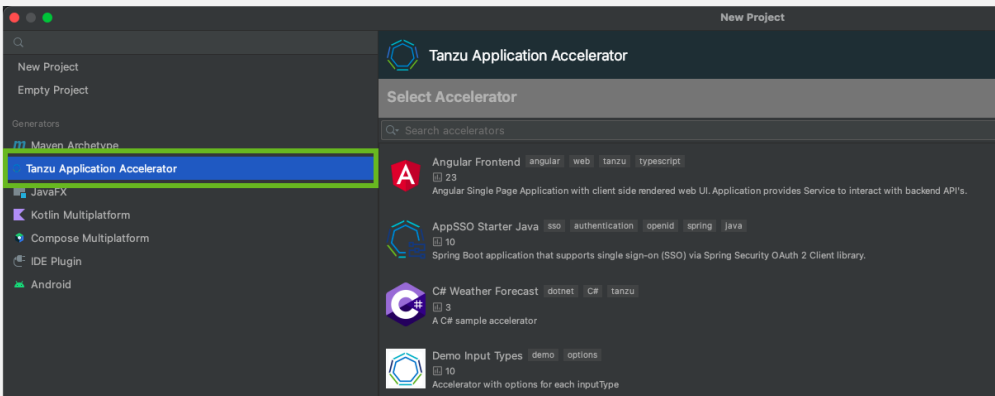 New Project
New Project
Empty Project
Generators
Maven Archetype
Tanzu Application Accelerator
JavaFX
Kotlin Multiplatform
Compose Multiplatform
IDE Plugin
Android
Tanzu Application Accelerator
Select Accelerator
Search accelerators
Angular Frontend angular web tanzu typescript
23
Angular Single Page Application with client side rendered web UI. Application provides Service to interact with backend API's.
AppSSO Starter Java sso authentication openid spring java
10
Spring Boot application that supports single sign-on (SSO) via Spring Security OAuth 2 Client library.
C# Weather Forecast dotnet C# tanzu
3
A C# sample accelerator
Demo Input Types demo options
10
Accelerator with options for each inputType